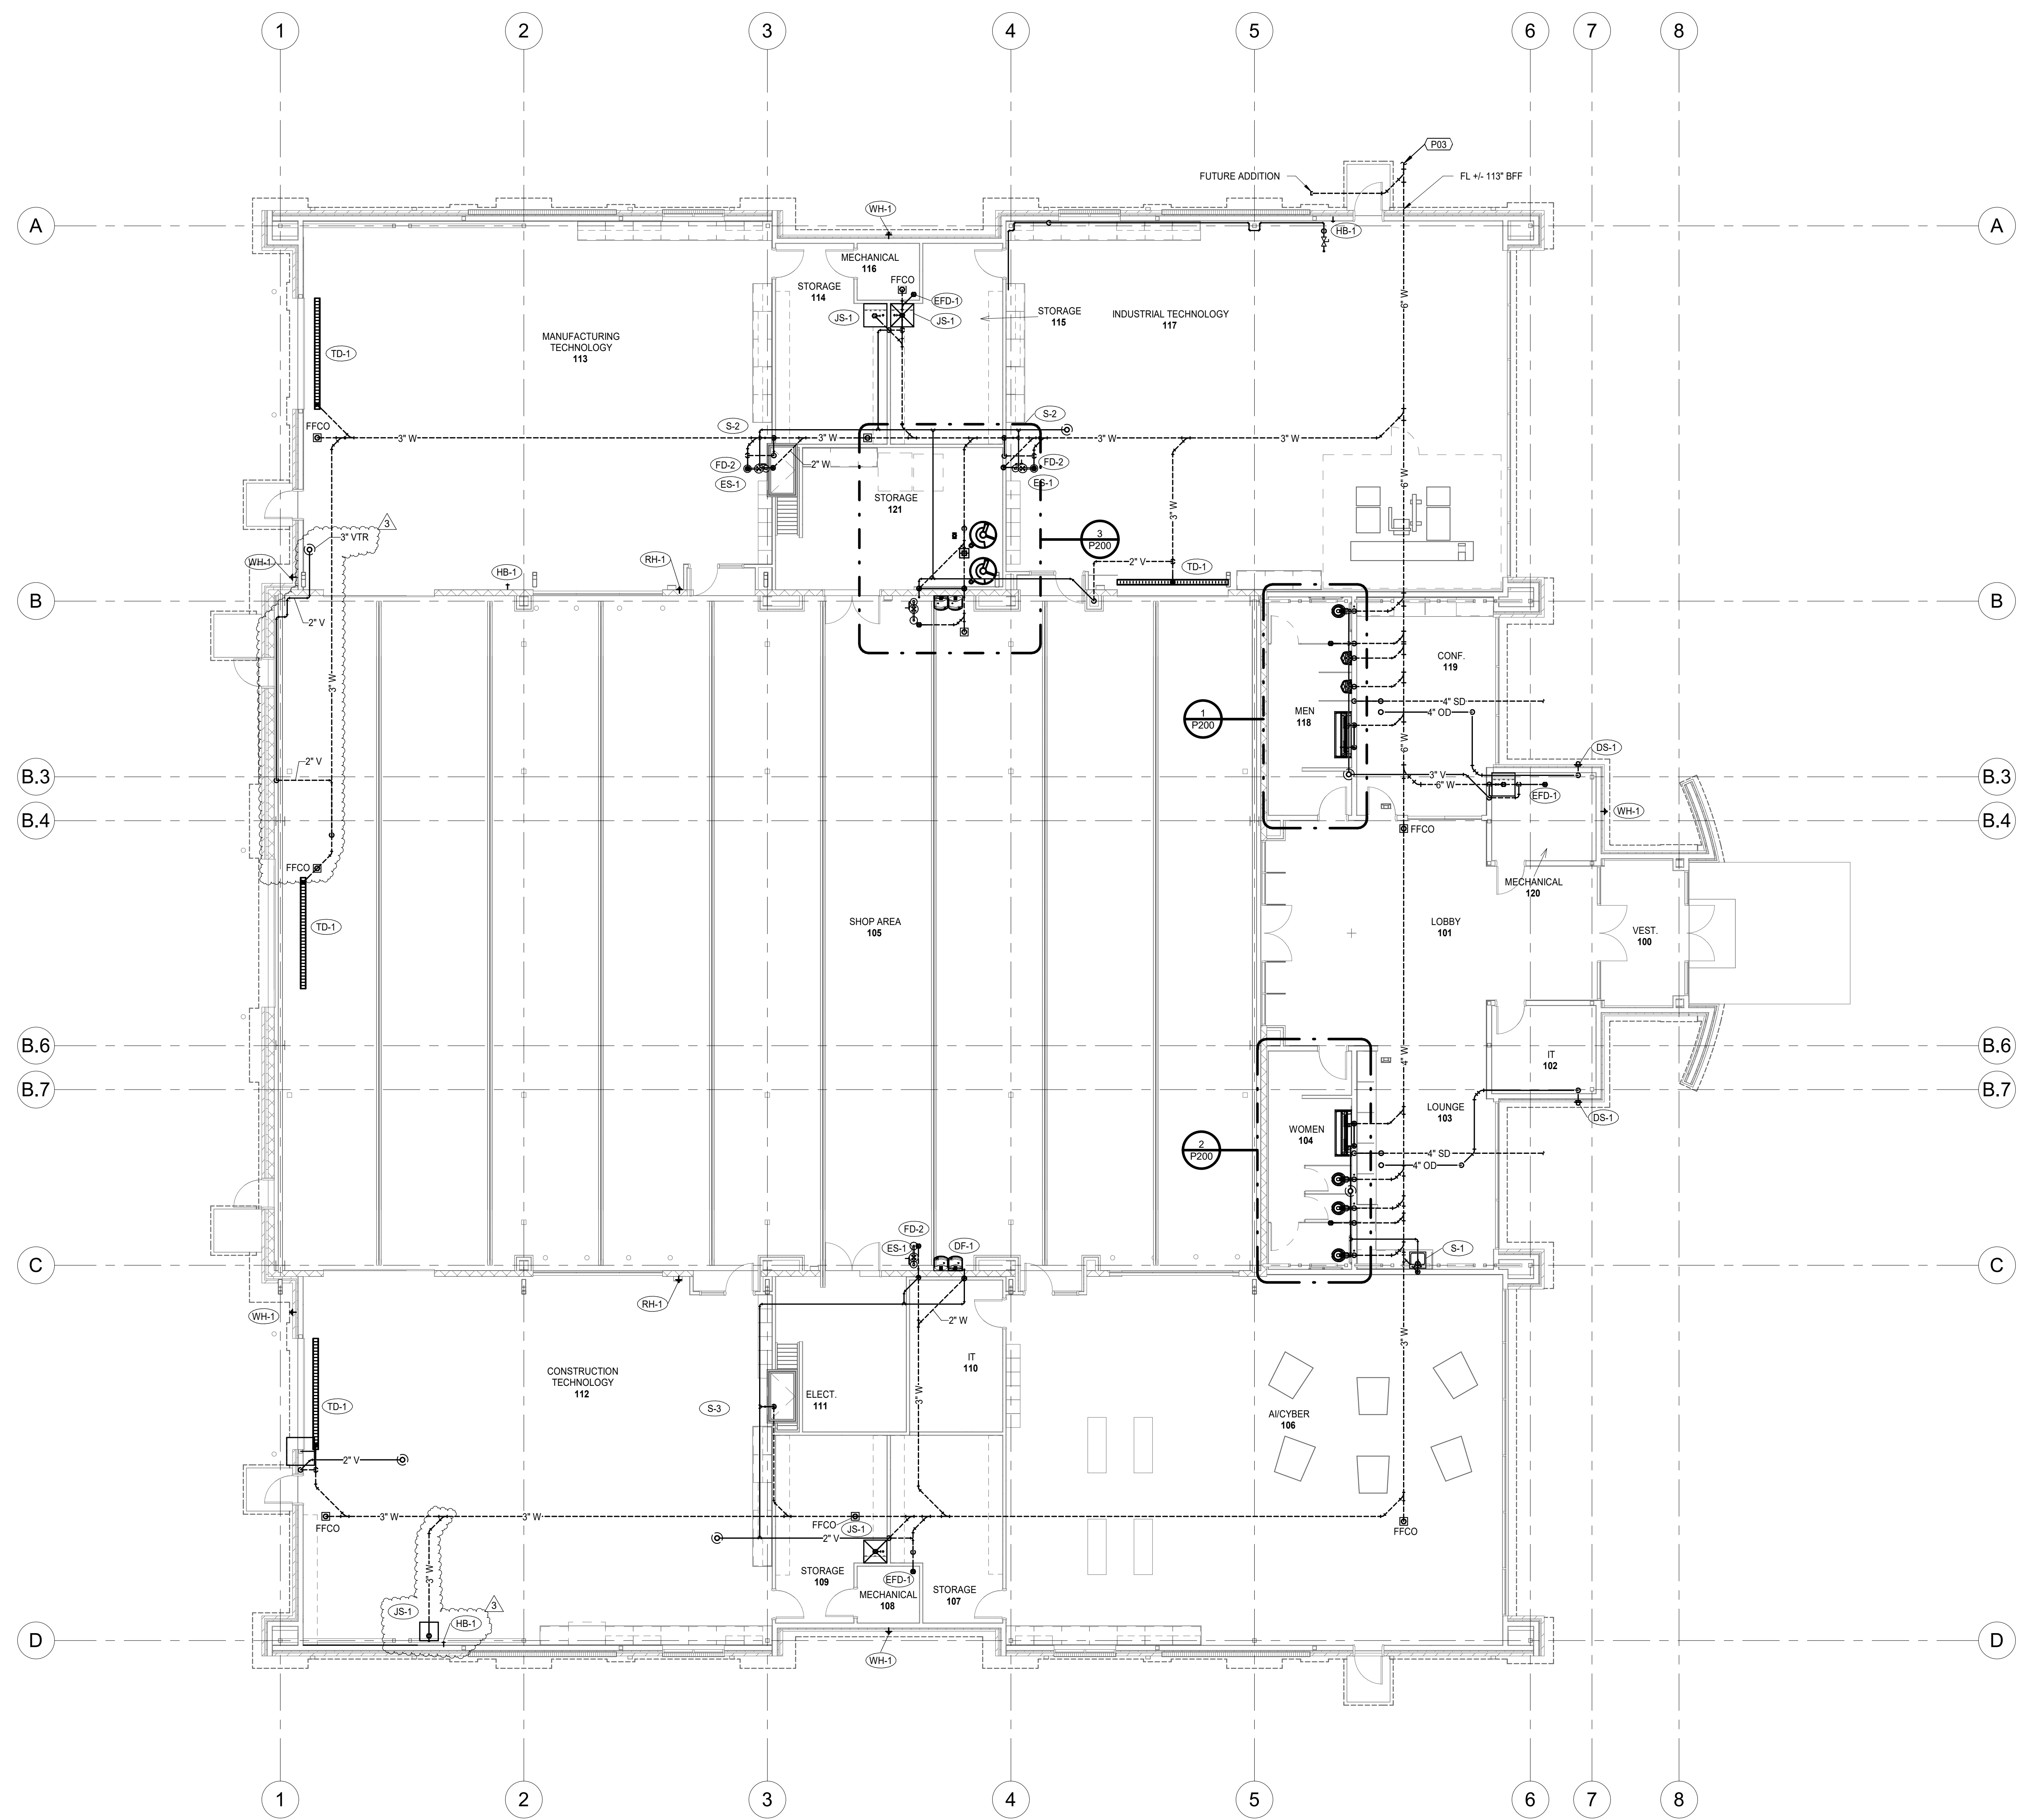 1
2
3
4
5
6
7
8
P03
FUTURE ADDITION
FL +/- 113" BFF
A
A
WH-1
HB-1
MECHANICAL
116
FFCO
STORAGE
114
EFD-1
JS-1
JS-1
STORAGE
115
INDUSTRIAL TECHNOLOGY
117
6" W
MANUFACTURING
TECHNOLOGY
113
TD-1
FFCO
3" W
S-2
3" W
S-2
3" W
3" W
FD-2
2" W
FD-2
ES-1
ES-1
6" W
STORAGE
121
3" W
3
3" VTR
3
P200
WH-1
RH-1
HB-1
2" V
TD-1
B
B
2" V
CONF.
119
3" W
4" SD
MEN
118
4" OD
1
P200
6" W
DS-1
2" V
B.3
3" V
B.3
6" W
EFD-1
WH-1
B.4
FFCO
B.4
FFCO
MECHANICAL
120
TD-1
SHOP AREA
105
LOBBY
101
VEST.
100
B.6
4" W
B.6
IT
102
B.7
B.7
LOUNGE
103
DS-1
WOMEN
104
2
P200
4" SD
4" OD
FD-2
ES-1
DF-1
S-1
C
C
RH-1
WH-1
2" W
3" W
IT
110
CONSTRUCTION
TECHNOLOGY
112
ELECT.
111
3" W
TD-1
S-3
AI/CYBER
106
2" V
3" W
3" W
FFCO
FFCO
JS-1
FFCO
2" V
3" W
STORAGE
109
EFD-1
MECHANICAL
108
STORAGE
107
3
JS-1
HB-1
D
D
WH-1
1
2
3
4
5
6
7
8